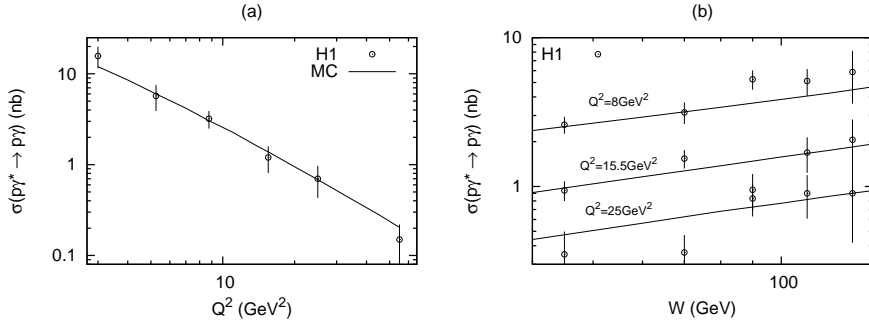 (a)
σ(pγ* → pγ) (nb)
10
1
0.1
H1
MC
10
Q² (GeV²)
(b)
σ(pγ* → pγ) (nb)
10
1
H1
Q²=8GeV²
Q²=15.5GeV²
Q²=25GeV²
100
W (GeV)